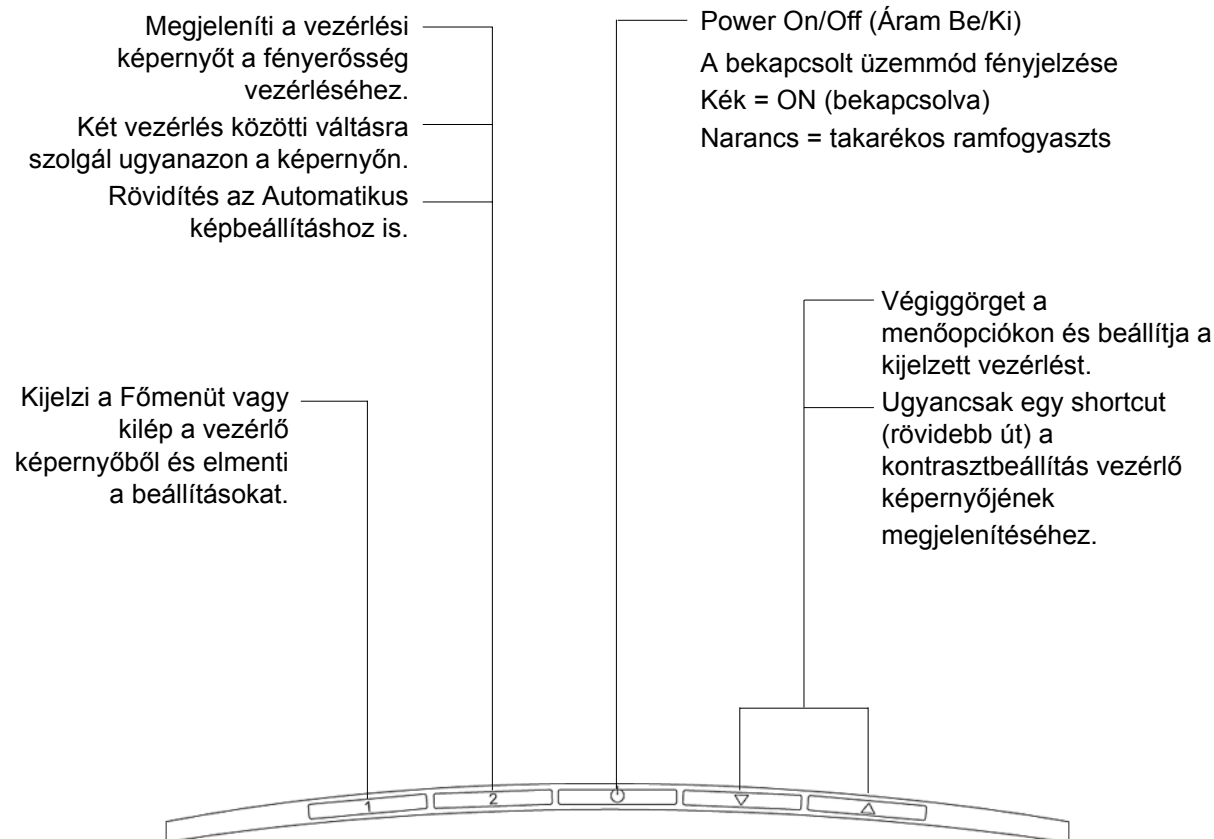 Megjeleníti a vezérlési
képernyőt a fényerősség
vezérléséhez.
Két vezérlés közötti váltásra
szolgál ugyanazon a képernyőn.
Rövidítés az Automatikus
képbeállításhoz is.
Power On/Off (Áram Be/Ki)
A bekapcsolt üzemmód fényjelzése
Kék = ON (bekapcsolva)
Narancs = takarékos ramfogyaszts
Végiggörget a
menőopciókon és beállítja a
kijelzett vezérlést.
Ugyancsak egy shortcut
(rövidebb út) a
kontrasztbeállítás vezérlő
képernyőjének
megjelenítéséhez.
Kijelzi a Főmenüt vagy
kilép a vezérlő
képernyőből és elmenti
a beállításokat.
1 2